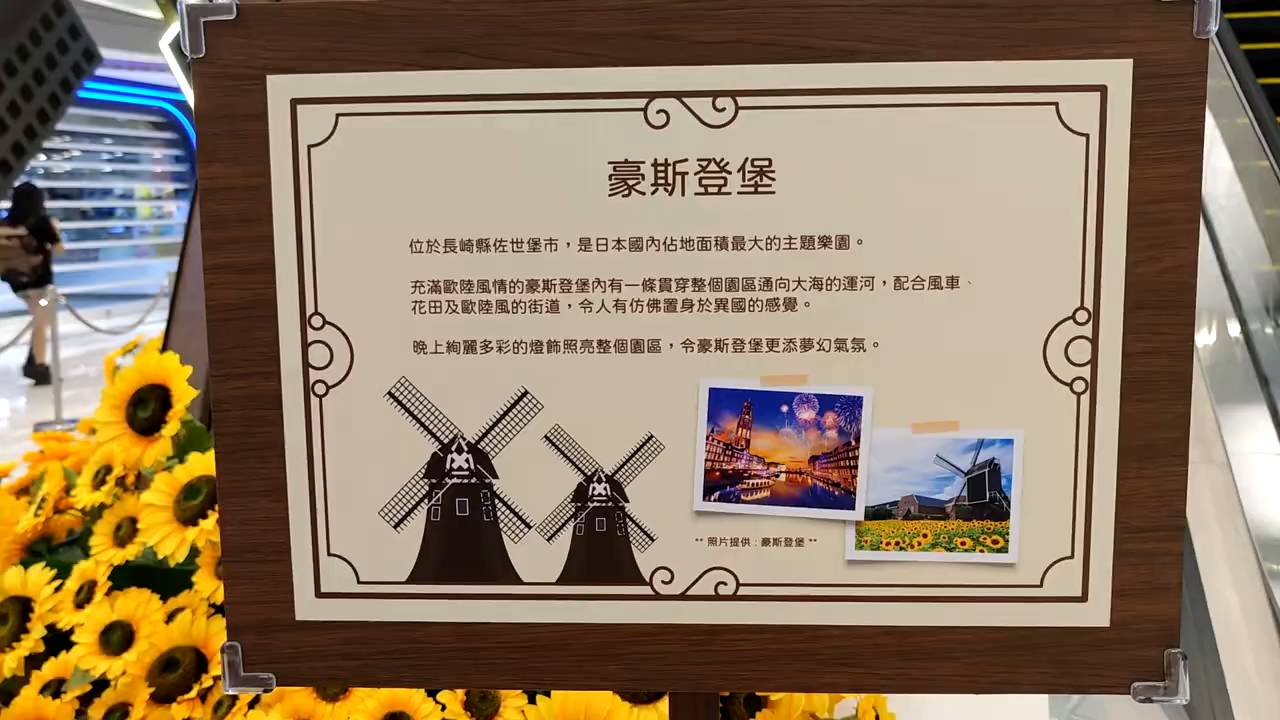 豪斯登堡
位於長崎縣佐世堡市，是日本國內佔地面積最大的主題樂園。
充滿歐陸風情的豪斯登堡內有一條貫穿整個園區通向大海的運河，配合風車、
花田及歐陸風的街道，令人有仿佛置身於異國的感覺。
晚上絢麗多彩的燈飾照亮整個園區，令豪斯登堡更添夢幻氣氛。
** 照片提供 : 豪斯登堡 **